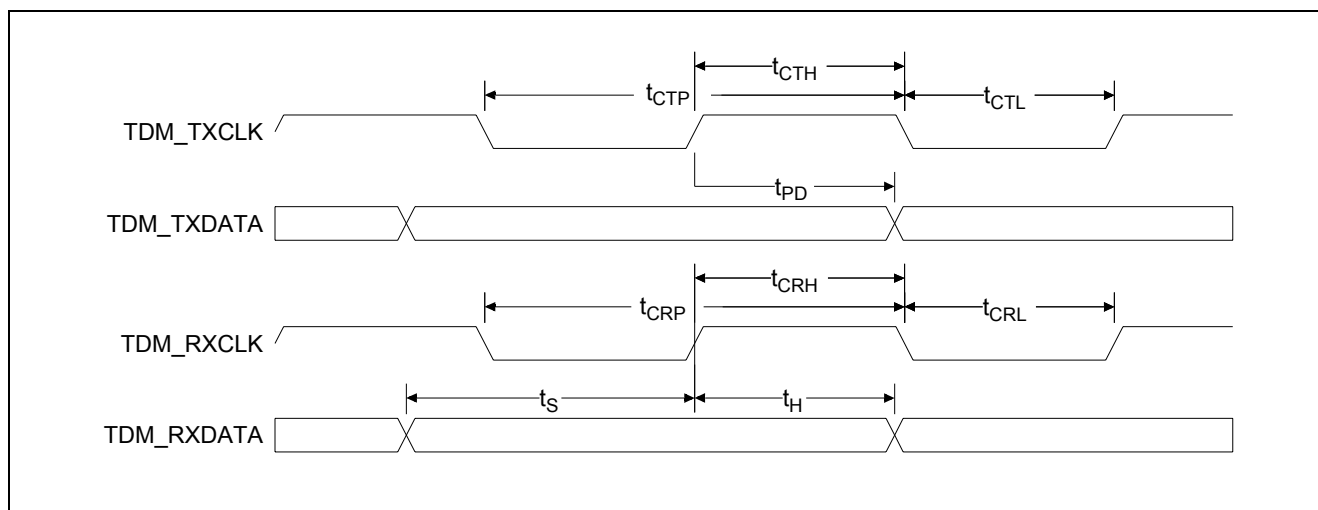 tCTH
tCTP
tCTL
TDM_TXCLK
tPD
TDM_TXDATA
tCRH
tCRP
tCRL
TDM_RXCLK
tS
tH
TDM_RXDATA